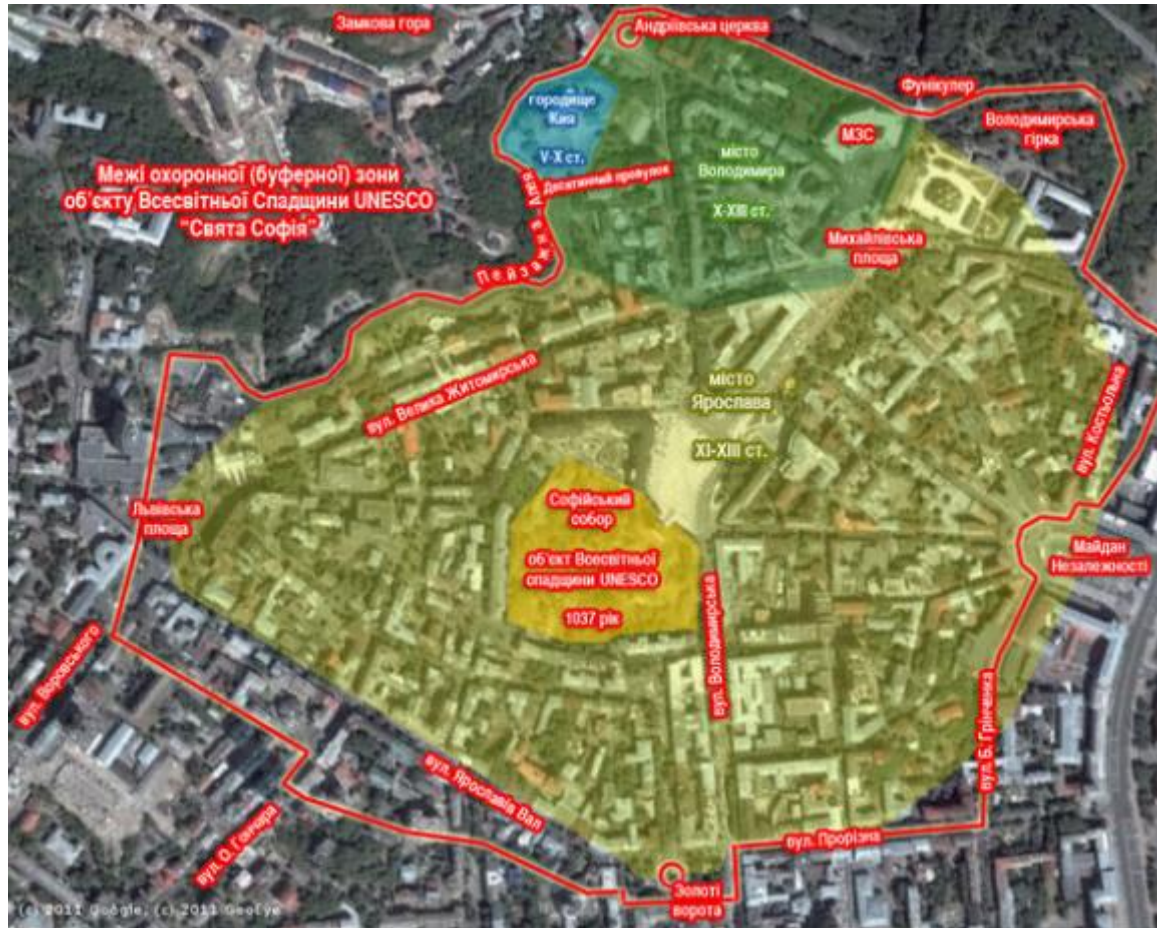 Замкова гора
Андріївська церква
Фунікулер
городище
Кия
V-X ст.
МЗС
Володимирська
гірка
місто
Володимира
X-XIII ст.
Десятинний провулок
Межі охоронної (буферної) зони
об'єкту Всесвітньої Спадщини UNESCO
"Свята Софія"
Пейзажна Алея
Михайлівська
площа
вул. Велика Житомирська
місто
Ярослава
XI-XIII ст.
вул. Костьольна
Львівська
площа
Софійський
собор
об'єкт Всесвітньої
спадщини UNESCO
1037 рік
Майдан
Незалежності
вул. Володимирська
вул. Воровського
вул. Б. Грінченка
вул. Ярославів Вал
вул. О. Гончара
вул. Прорізна
Золоті
ворота
(c) 2011 Google, (c) 2011 GeoEye